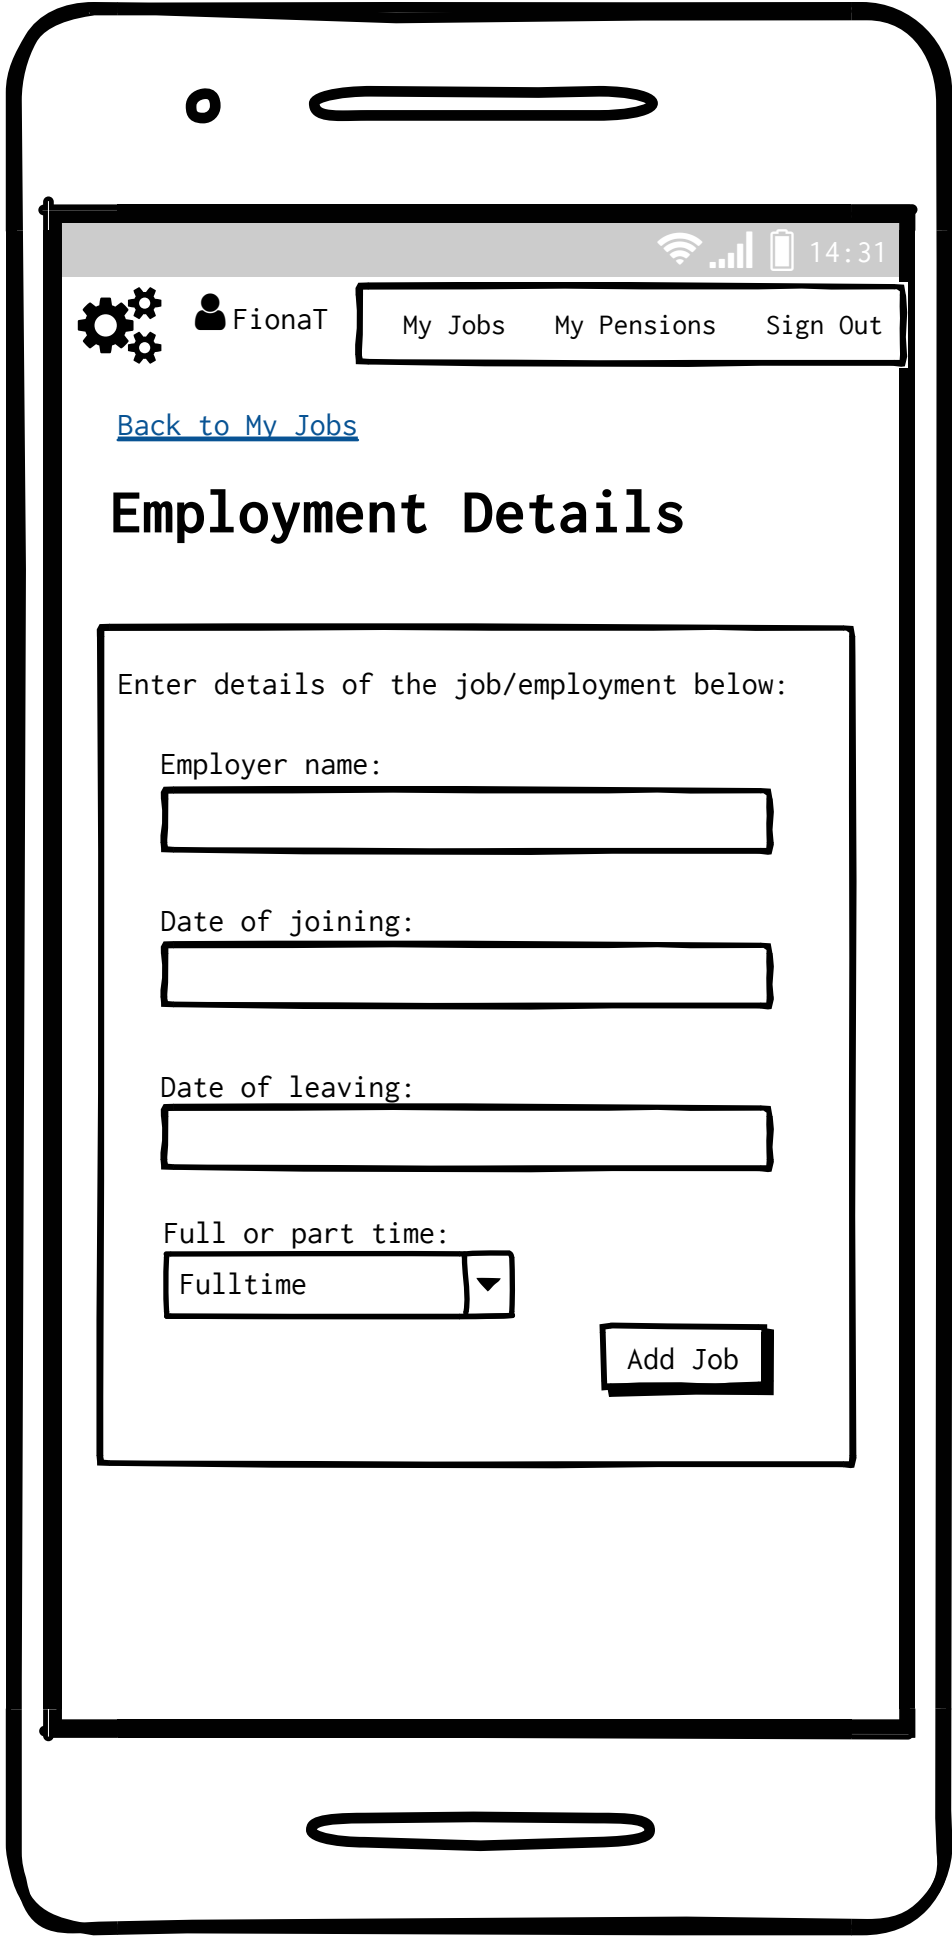 14:31
FionaT My Jobs My Pensions Sign Out
Back to My Jobs
Employment Details
Enter details of the job/employment below:
Employer name:
Date of joining:
Date of leaving:
Full or part time:
Fulltime
Add Job